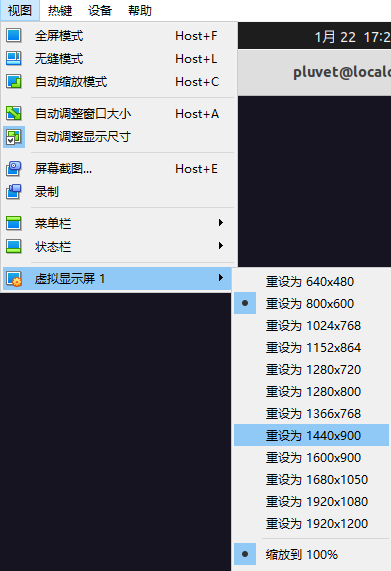 视图 热键 设备 帮助
全屏模式 Host+F
无缝模式 Host+L
自动缩放模式 Host+C
自动调整窗口大小 Host+A
自动调整显示尺寸
屏幕截图... Host+E
录制
菜单栏
状态栏
虚拟显示屏 1
1月 22 17:2
pluvet@localc
重设为 640x480
重设为 800x600
重设为 1024x768
重设为 1152x864
重设为 1280x720
重设为 1280x800
重设为 1366x768
重设为 1440x900
重设为 1600x900
重设为 1680x1050
重设为 1920x1080
重设为 1920x1200
缩放到 100%